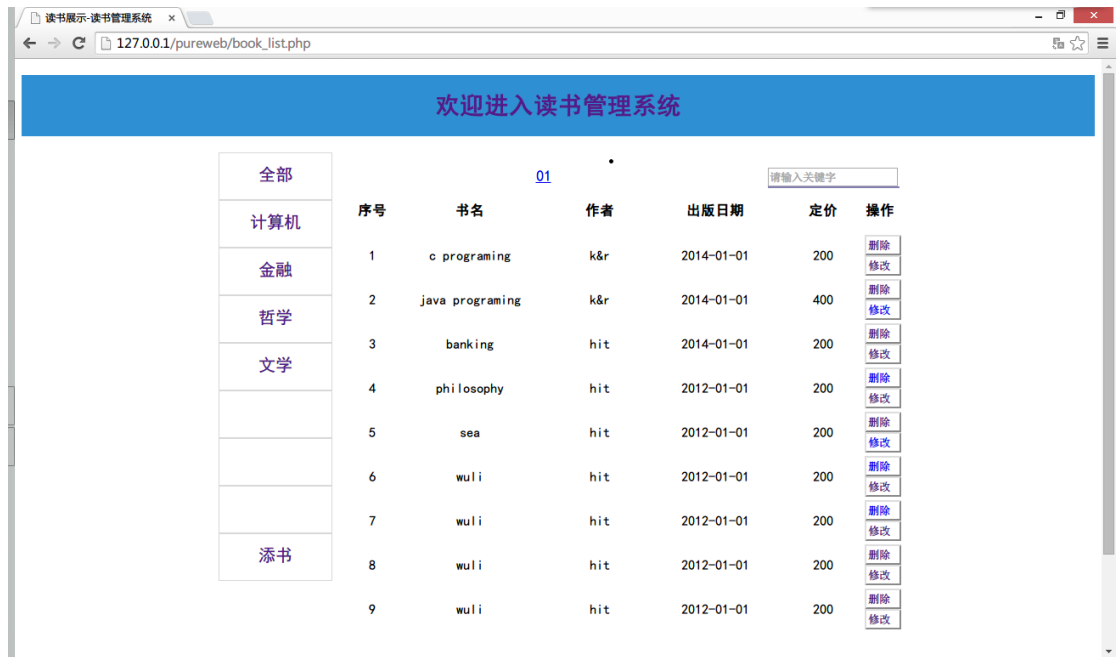 读书展示-读书管理系统
127.0.0.1/pureweb/book_list.php
欢迎进入读书管理系统
全部
计算机
金融
哲学
文学
添书
01
请输入关键字
序号 书名 作者 出版日期 定价 操作
1 c programing k&r 2014-01-01 200 删除
修改
2 java programing k&r 2014-01-01 400 删除
修改
3 banking hit 2014-01-01 200 删除
修改
4 philosophy hit 2012-01-01 200 删除
修改
5 sea hit 2012-01-01 200 删除
修改
6 wuli hit 2012-01-01 200 删除
修改
7 wuli hit 2012-01-01 200 删除
修改
8 wuli hit 2012-01-01 200 删除
修改
9 wuli hit 2012-01-01 200 删除
修改